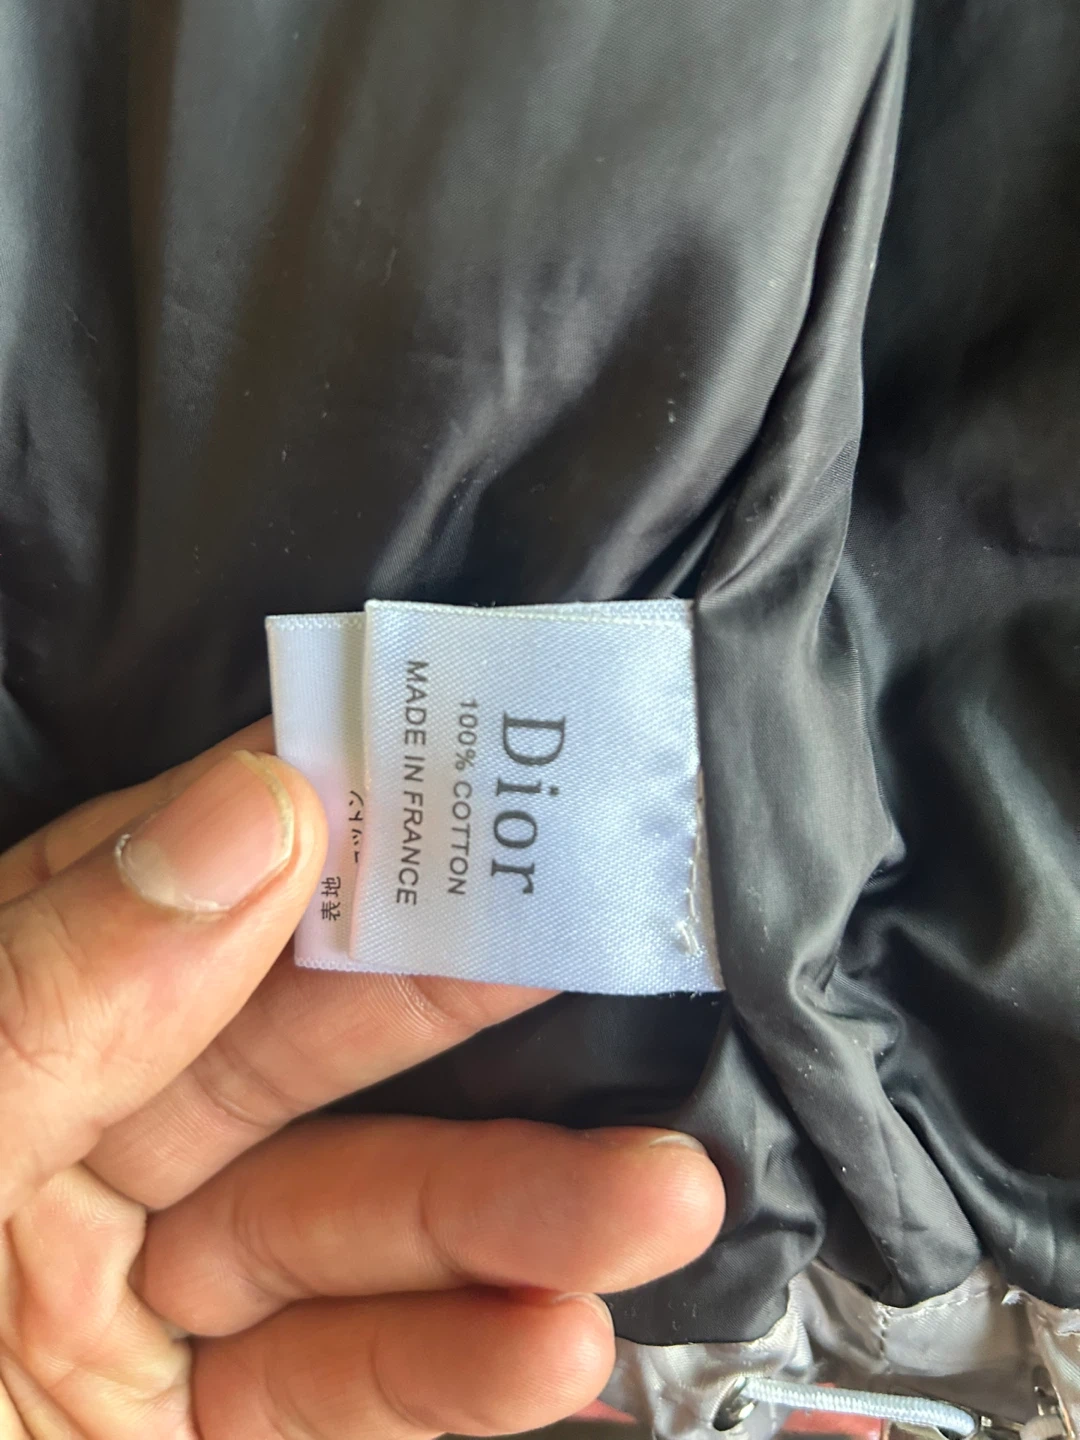 Dior
100% COTTON
MADE IN FRANCE
表地